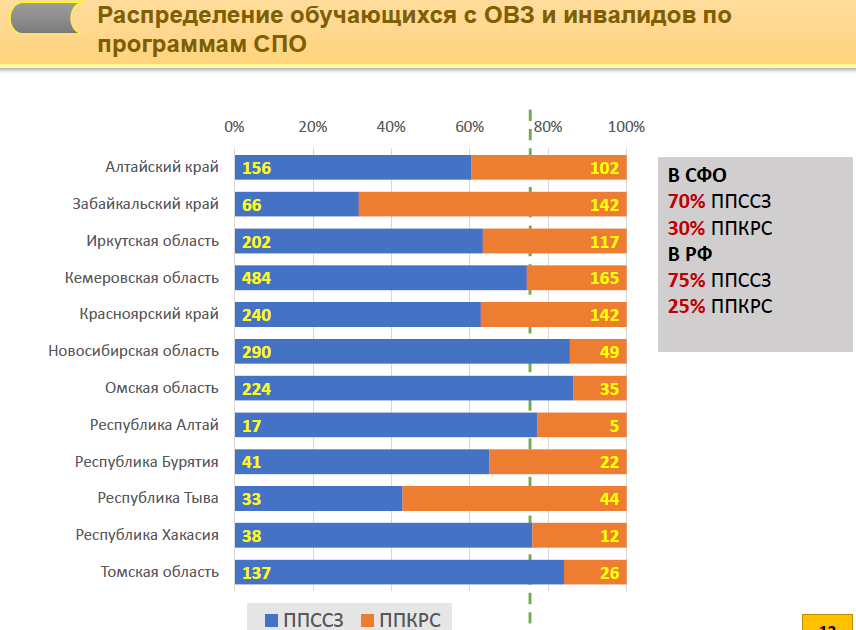 Распределение обучающихся с ОВЗ и инвалидов по
программам СПО
0% 20% 40% 60% 80% 100%
Алтайский край 156 102
Забайкальский край 66 142
Иркутская область 202 117
Кемеровская область 484 165
Красноярский край 240 142
Новосибирская область 290 49
Омская область 224 35
Республика Алтай 17 5
Республика Бурятия 41 22
Республика Тыва 33 44
Республика Хакасия 38 12
Томская область 137 26
ППССЗ ППКРС
В СФО
70% ППССЗ
30% ППКРС
В РФ
75% ППССЗ
25% ППКРС